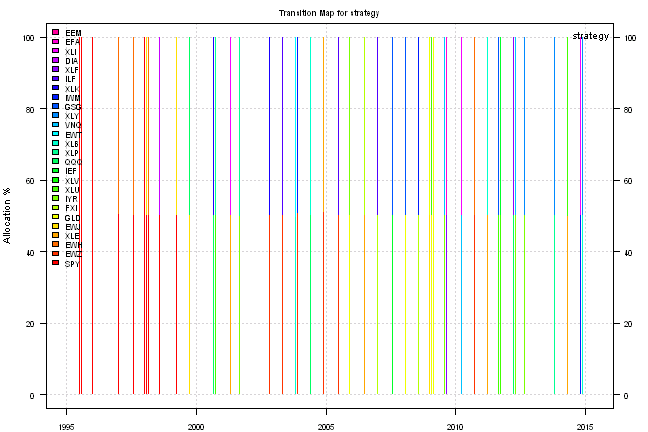 Transition Map for strategy
strategy
Allocation %
100
80
60
40
20
0
EEM
EFA
XLI
DIA
XLF
ILF
XLK
IWM
GSG
XLY
VNQ
EWT
XLB
XLP
QQQ
IEF
XLV
XLU
IYR
FXI
GLD
EWJ
XLE
EWH
EWZ
SPY
100
80
60
40
20
0
1995
2000
2005
2010
2015